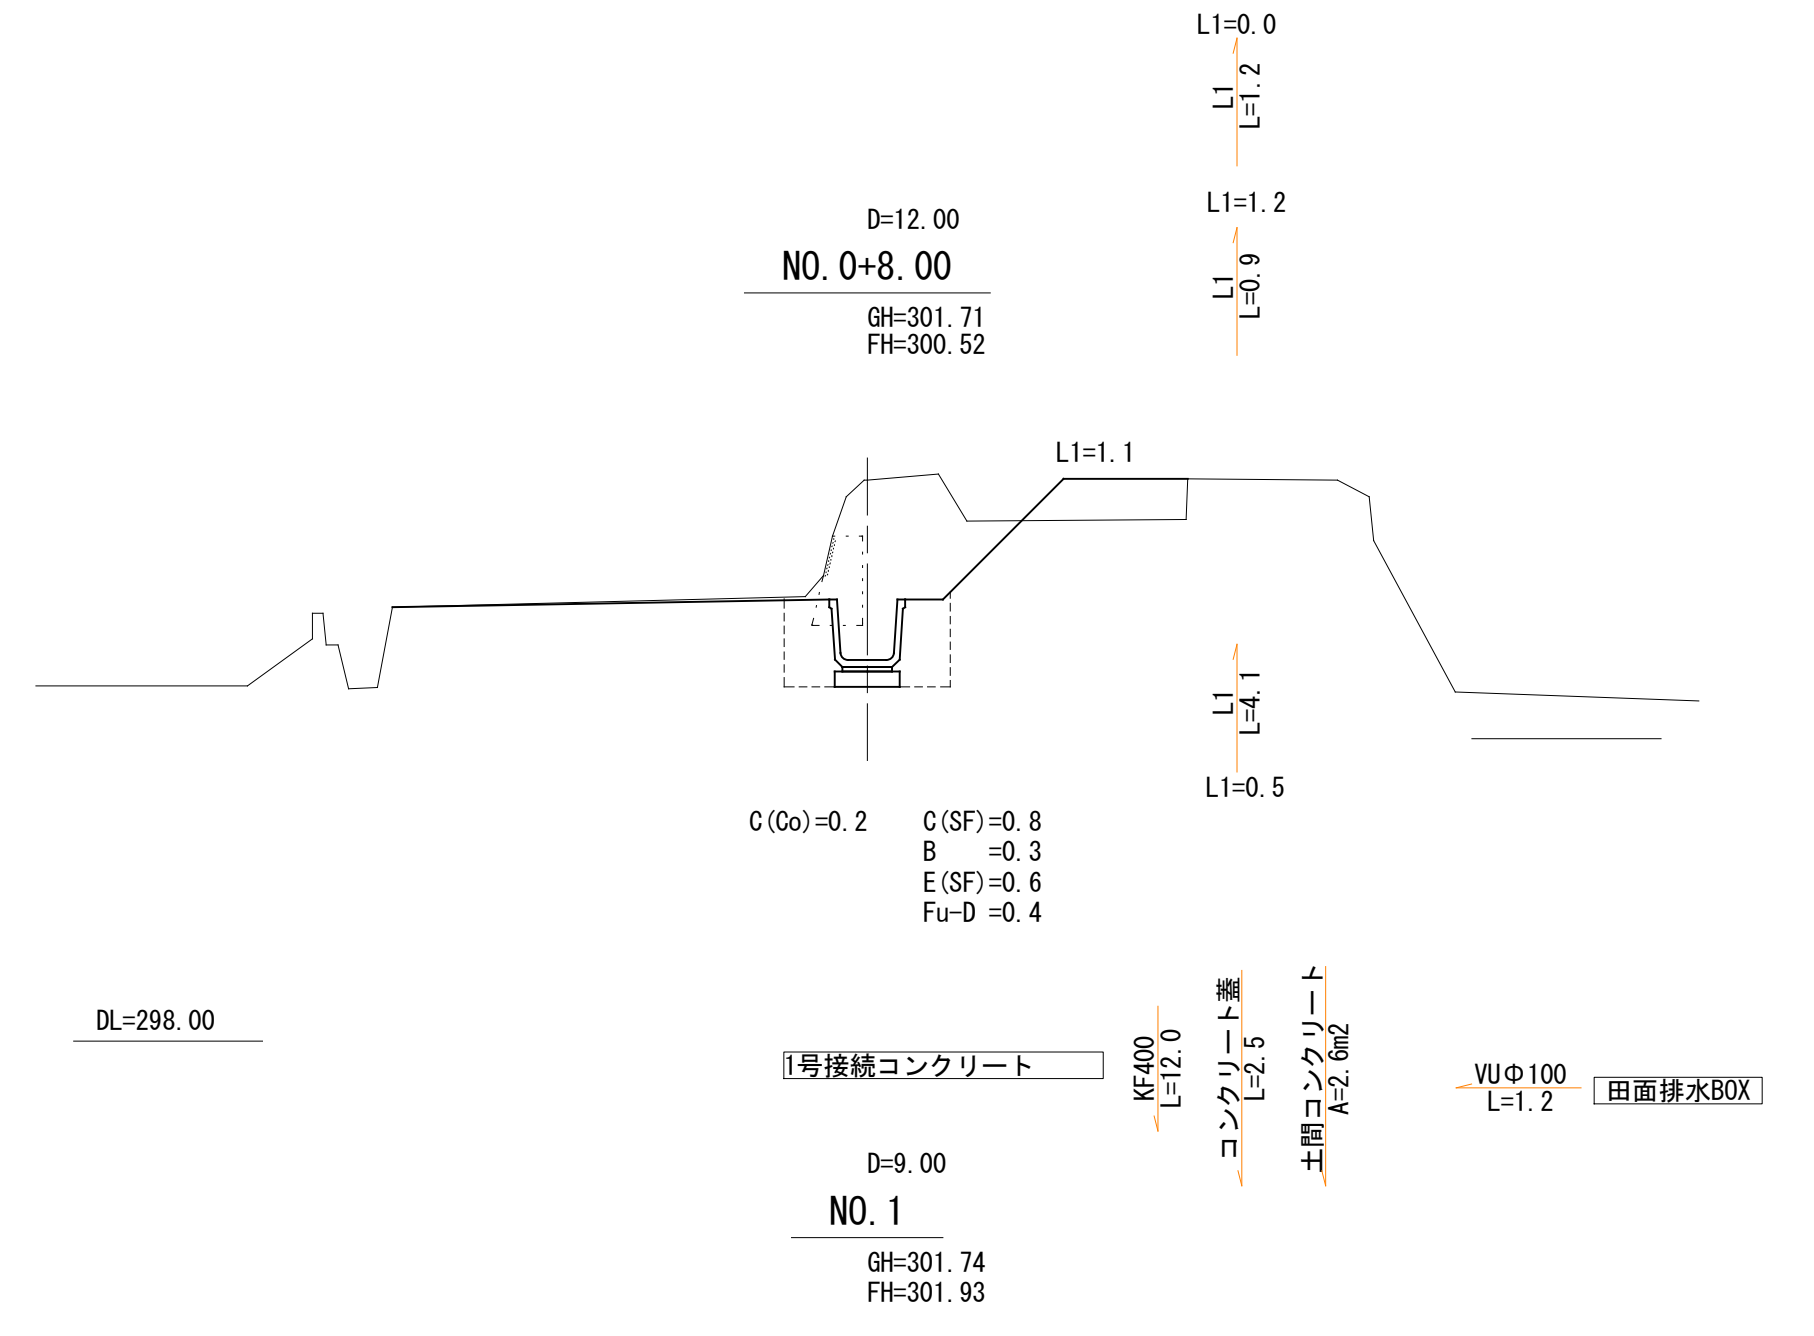 L1=0.0
L1
L=1.2
L1=1.2
D=12.00
NO.0+8.00
L1
L=0.9
GH=301.71
FH=300.52
L1=1.1
L1
L=4.1
L1=0.5
C(Co)=0.2
C(SF)=0.8
B    =0.3
E(SF)=0.6
Fu-D =0.4
DL=298.00
1号接続コンクリート
KF400
L=12.0
コンクリート蓋
L=2.5
土間コンクリート
A=2.6m2
VUΦ100
L=1.2
田面排水BOX
D=9.00
NO.1
GH=301.74
FH=301.93